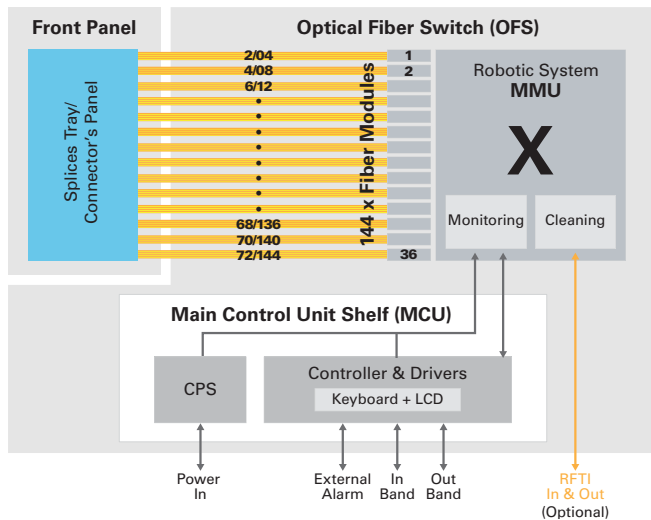 Front Panel
Optical Fiber Switch (OFS)
Splices Tray/
Connector's Panel
2/04
4/08
6/12
68/136
70/140
72/144
144 x Fiber Modules
1
2
36
Robotic System
MMU
X
Monitoring
Cleaning
Main Control Unit Shelf (MCU)
CPS
Controller & Drivers
Keyboard + LCD
Power
In
External
Alarm
In
Band
Out
Band
RFTI
In & Out
(Optional)